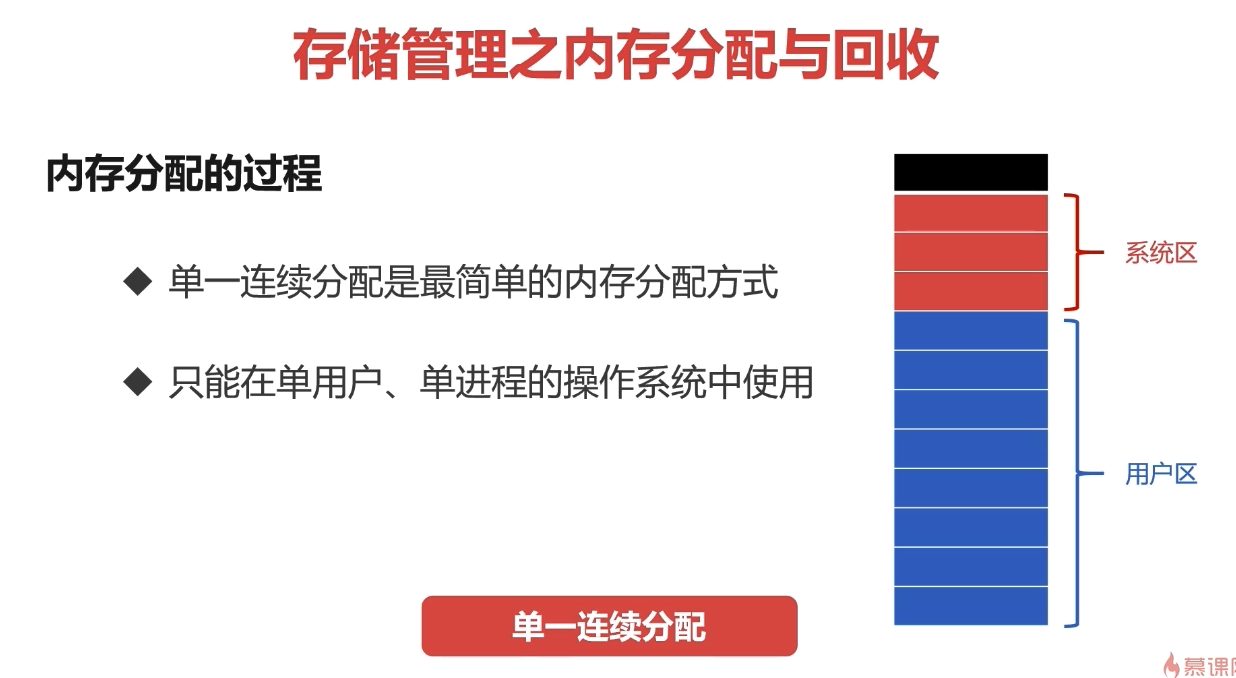 存储管理之内存分配与回收
内存分配的过程
单一连续分配是最简单的内存分配方式
只能在单用户、单进程的操作系统中使用
系统区
用户区
单一连续分配
慕课